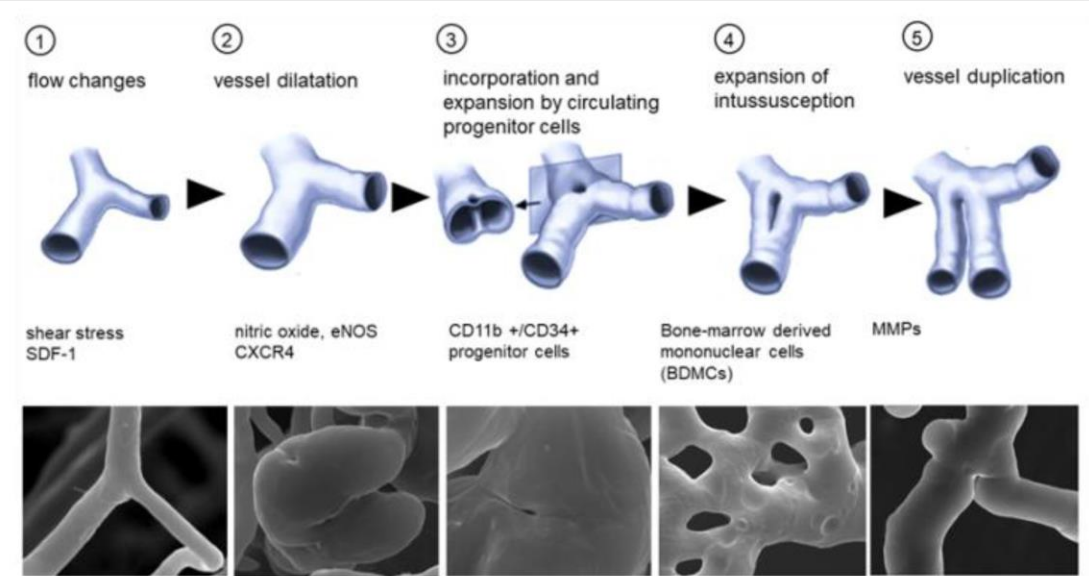 1
flow changes
2
vessel dilatation
3
incorporation and
expansion by circulating
progenitor cells
4
expansion of
intussusception
5
vessel duplication
shear stress
SDF-1
nitric oxide, eNOS
CXCR4
CD11b +/CD34+
progenitor cells
Bone-marrow derived
mononuclear cells
(BDMCs)
MMPs